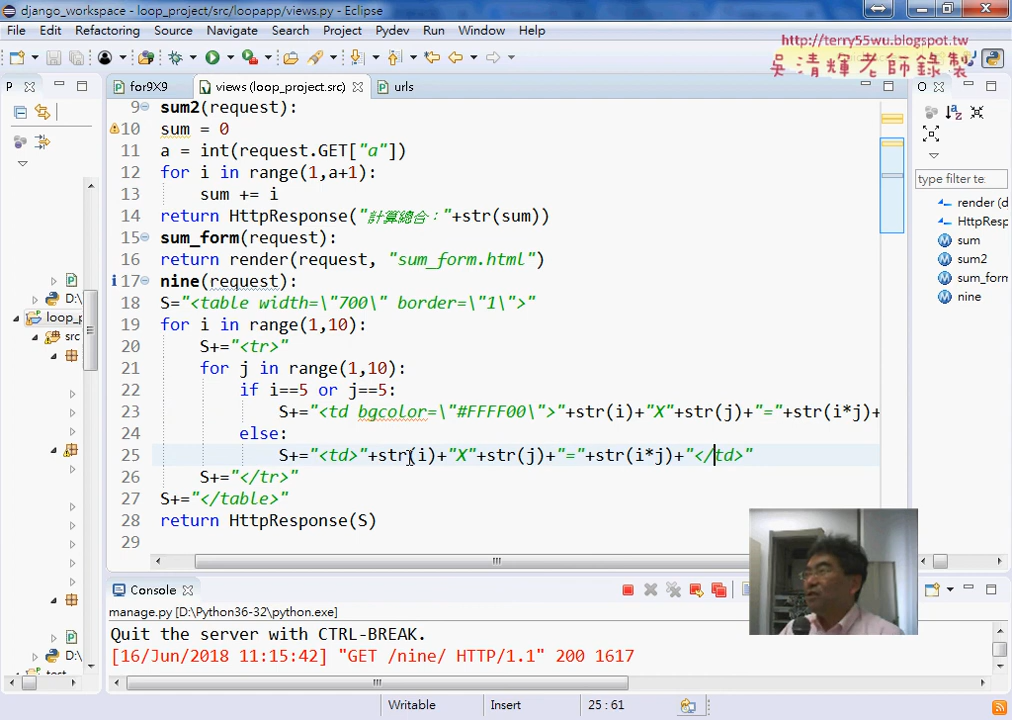 django_workspace - loop_project/src/loopapp/views.py - Eclipse
File Edit Refactoring Source Navigate Search Project Pydev Run Window Help
http://terry55wu.blogspot.tw
吳清輝老師錄製
P
for9X9
views (loop_project.src)
urls
O
9 sum2(request):
10 sum = 0
11 a = int(request.GET["a"])
12 for i in range(1,a+1):
13 sum += i
14 return HttpResponse("計算總合："+str(sum))
15 sum_form(request):
16 return render(request, "sum_form.html")
17 nine(request):
18 S="<table width=\"700\" border=\"1\">"
19 for i in range(1,10):
20 S+="<tr>"
21 for j in range(1,10):
22 if i==5 or j==5:
23 S+="<td bgcolor=\"#FFFF00\">"+str(i)+"X"+str(j)+"="+str(i*j)+
24 else:
25 S+="<td>"+str(i)+"X"+str(j)+"="+str(i*j)+"</td>"
26 S+="</tr>"
27 S+="</table>"
28 return HttpResponse(S)
29
P
D:\
loop_p
src
P
D:\
test
type filter te
render (d
HttpResp
sum
sum2
sum_form
nine
Console
manage.py [D:\Python36-32\python.exe]
Quit the server with CTRL-BREAK.
[16/Jun/2018 11:15:42] "GET /nine/ HTTP/1.1" 200 1617
Writable
Insert
25 : 61